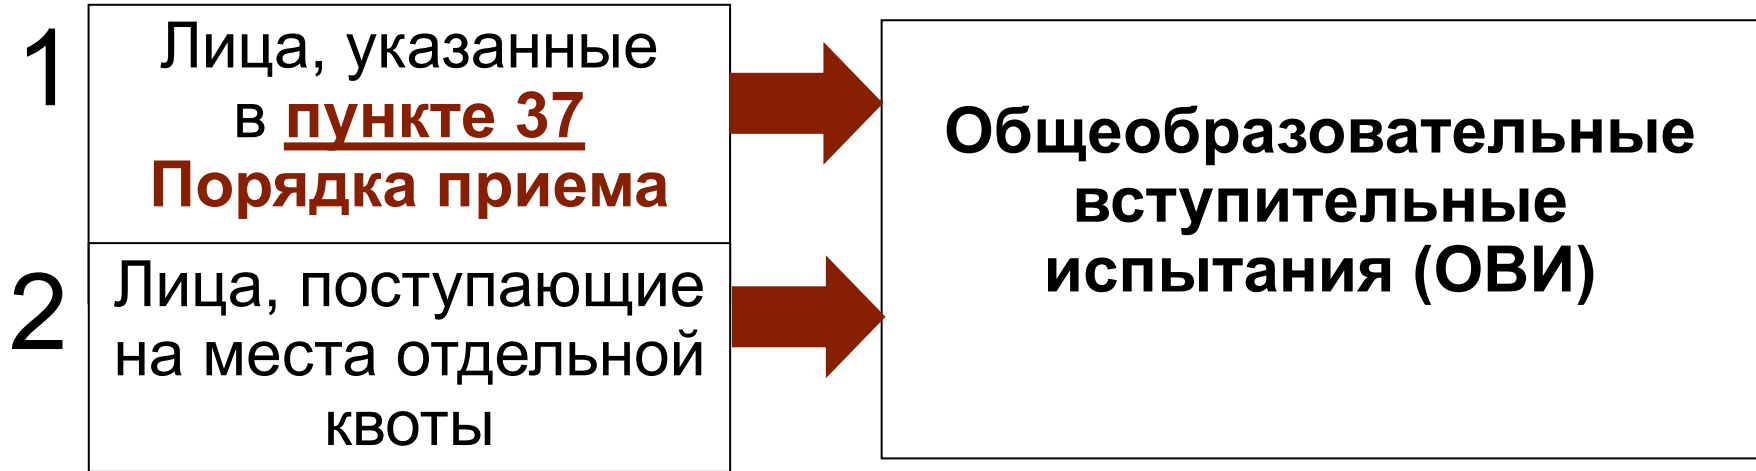 1
Лица, указанные
в пункте 37
Порядка приема
2
Лица, поступающие
на места отдельной
квоты
Общеобразовательные
вступительные
испытания (ОВИ)